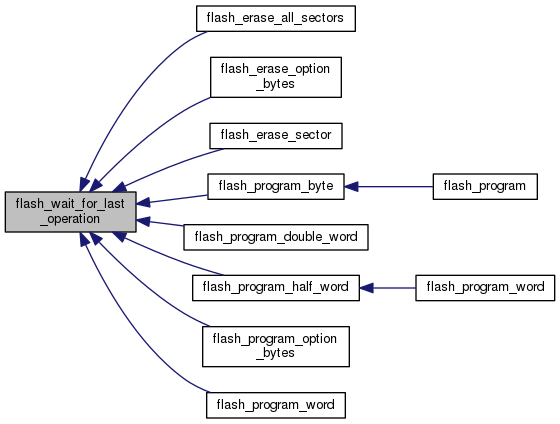 flash_erase_all_sectors
flash_erase_option
_bytes
flash_erase_sector
flash_program_byte
flash_program
flash_wait_for_last
_operation
flash_program_double_word
flash_program_half_word
flash_program_word
flash_program_option
_bytes
flash_program_word